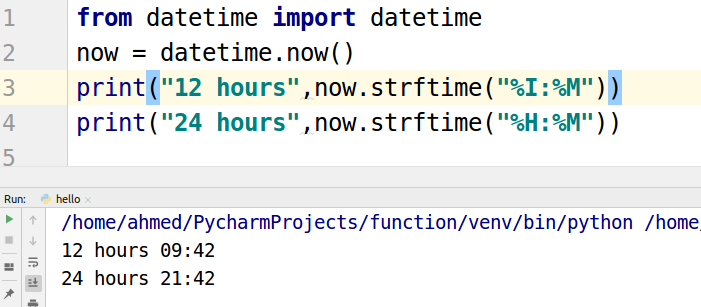 1 from datetime import datetime
2 now = datetime.now()
3 print("12 hours",now.strftime("%I:%M"))
4 print("24 hours",now.strftime("%H:%M"))
5
Run: hello ×
/home/ahmed/PycharmProjects/function/venv/bin/python /home
12 hours 09:42
24 hours 21:42